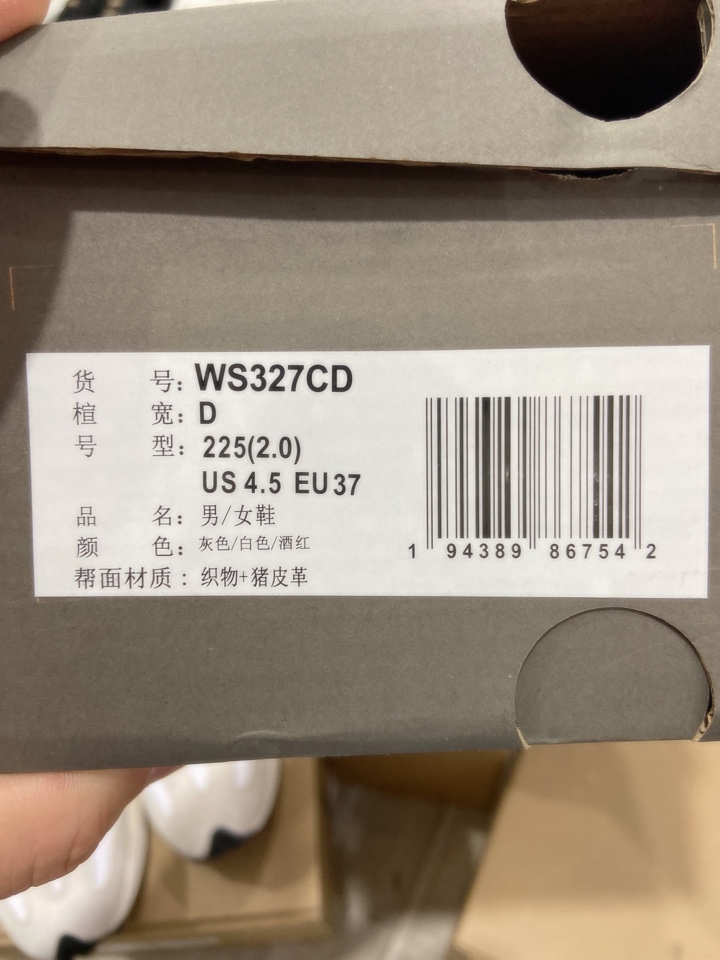 货 号: WS327CD
楦 宽: D
号 型: 225(2.0)
US 4.5 EU 37
品 名: 男/女鞋
颜 色: 灰色/白色/酒红
帮面材质: 织物+猪皮革
1 94389 86754 2